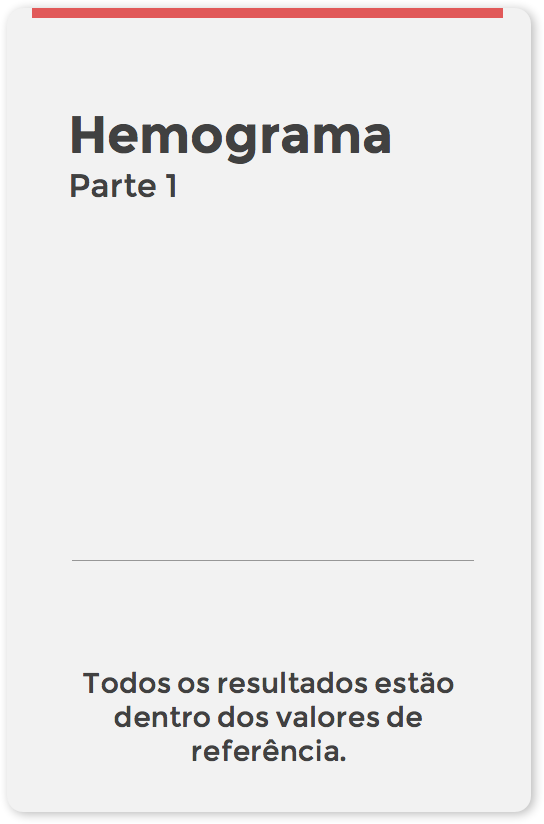 Hemograma
Parte 1
Todos os resultados estão
dentro dos valores de
referência.